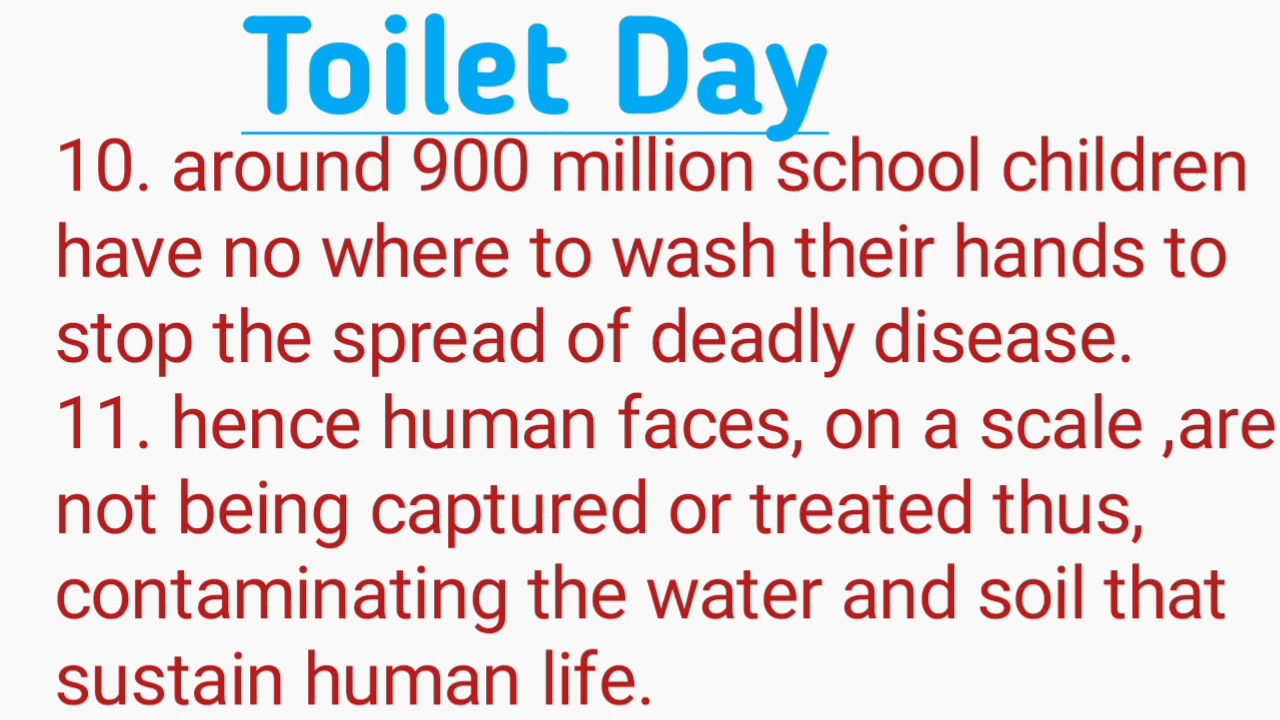 Toilet Day
10. around 900 million school children
have no where to wash their hands to
stop the spread of deadly disease.
11. hence human faces, on a scale ,are
not being captured or treated thus,
contaminating the water and soil that
sustain human life.